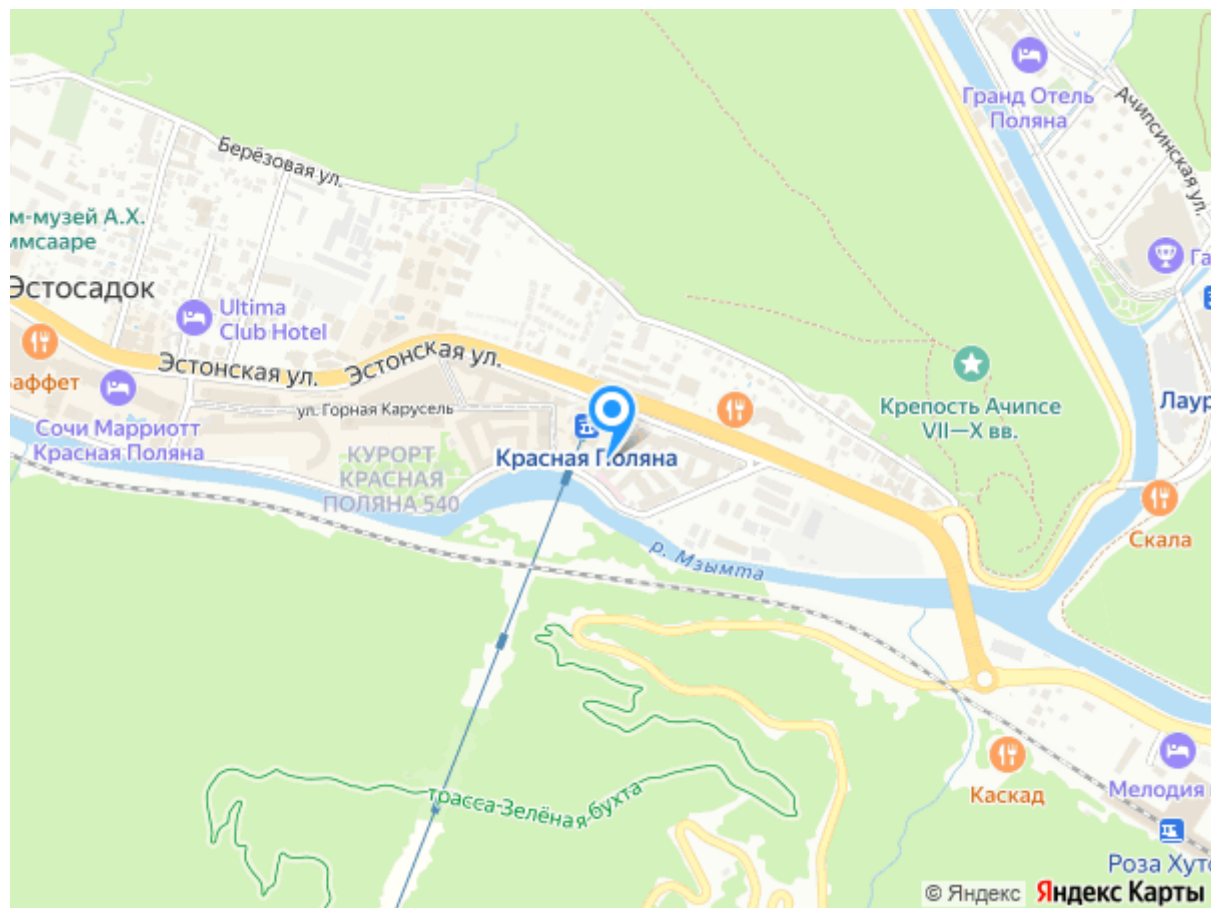 Гранд Отель
Поляна
Ачипсинская ул.
Берёзовая ул.
м-музей А.Х.
ммсааре
Га
Эстосадок
Ultima
Club Hotel
Эстонская ул.
Эстонская ул.
аффет
ул. Горная Карусель
Сочи Марриотт
Красная Поляна
Крепость Ачипсе
VII—X вв.
Лаур
КУРОРТ
КРАСНАЯ
ПОЛЯНА 540
Красная Поляна
Скала
р. Мзымта
трасса Зелёная бухта
Каскад
Мелодия
Роза Хуто
© Яндекс
Яндекс Карты